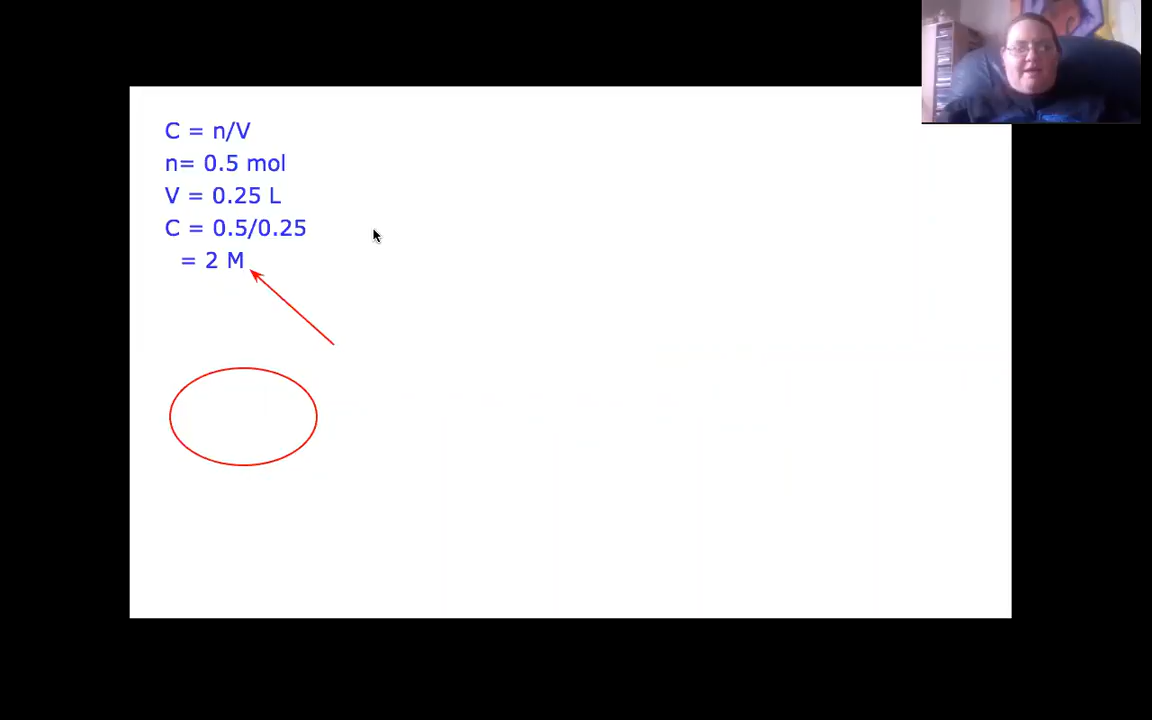 C = n/V
n= 0.5 mol
V = 0.25 L
C = 0.5/0.25
= 2 M